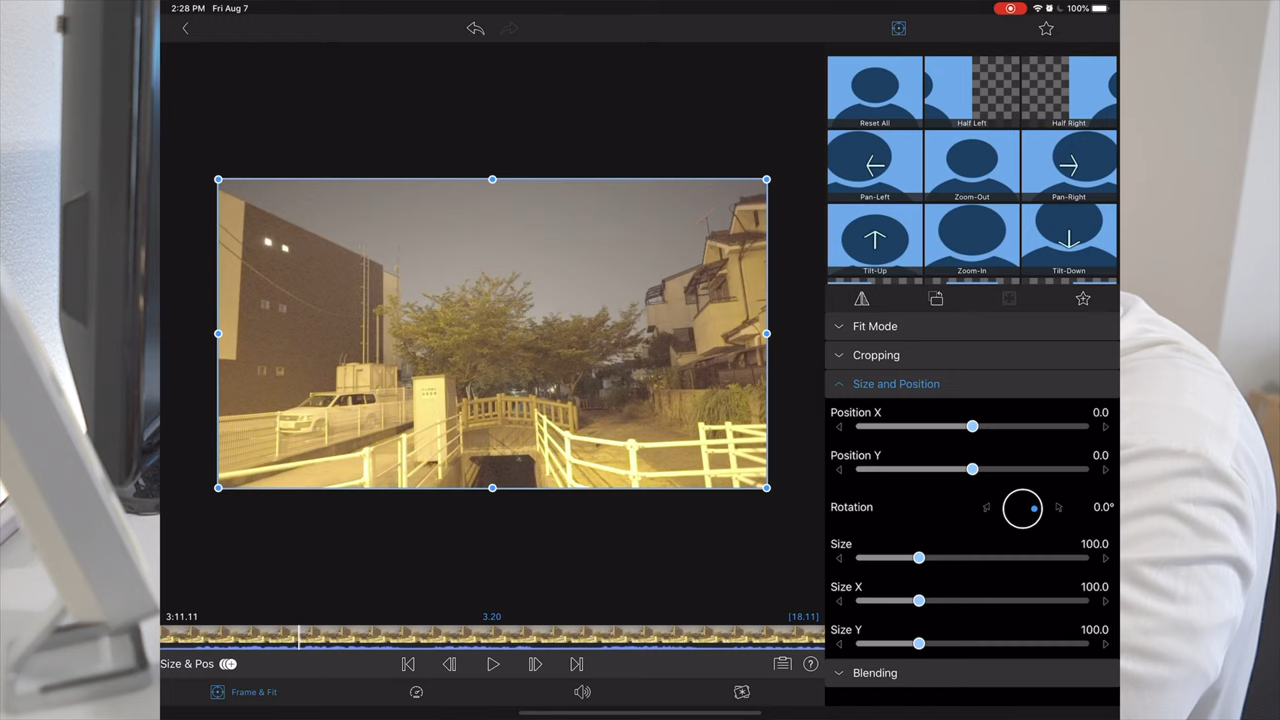 2:28 PM Fri Aug 7
100%
Reset All
Half Left
Half Right
Pan-Left
Zoom-Out
Pan-Right
Tilt-Up
Zoom-In
Tilt-Down
Fit Mode
Cropping
Size and Position
Position X 0.0
Position Y 0.0
Rotation 0.0°
Size 100.0
Size X 100.0
Size Y 100.0
Blending
3:11.11 3.20 [18.11]
Size & Pos
Frame & Fit